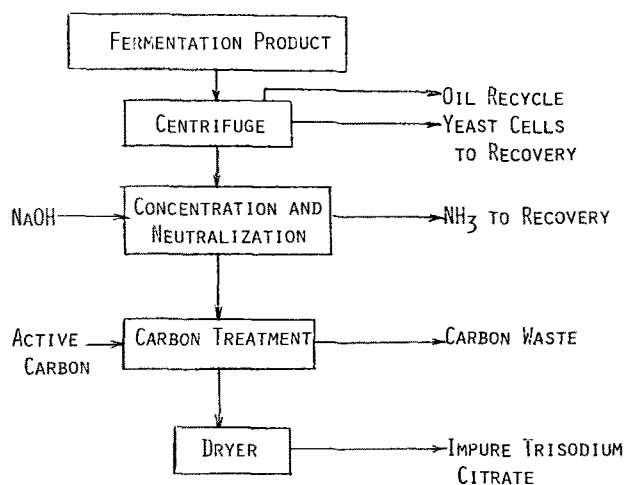 FERMENTATION PRODUCT
OIL RECYCLE
CENTRIFUGE
YEAST CELLS
TO RECOVERY
NAOH
CONCENTRATION AND
NEUTRALIZATION
NH3 TO RECOVERY
ACTIVE
CARBON
CARBON TREATMENT
CARBON WASTE
DRYER
IMPURE TRISODIUM
CITRATE